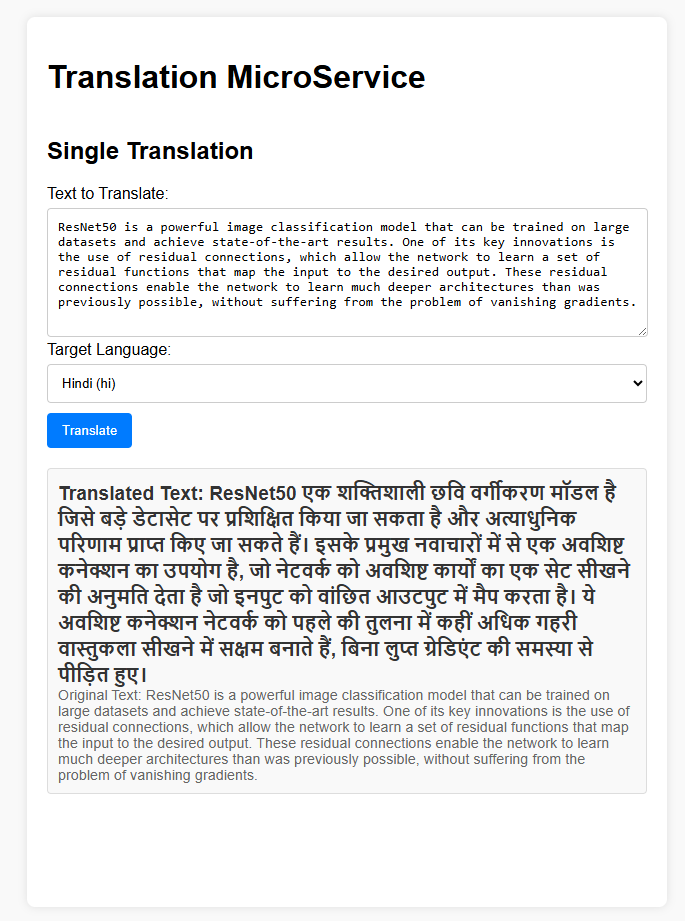 Translation MicroService
Single Translation
Text to Translate:
ResNet50 is a powerful image classification model that can be trained on large
datasets and achieve state-of-the-art results. One of its key innovations is
the use of residual connections, which allow the network to learn a set of
residual functions that map the input to the desired output. These residual
connections enable the network to learn much deeper architectures than was
previously possible, without suffering from the problem of vanishing gradients.
Target Language:
Hindi (hi)
Translate
Translated Text: ResNet50 एक शक्तिशाली छवि वर्गीकरण मॉडल है
जिसे बड़े डेटासेट पर प्रशिक्षित किया जा सकता है और अत्याधुनिक
परिणाम प्राप्त किए जा सकते हैं। इसके प्रमुख नवाचारों में से एक अवशिष्ट
कनेक्शन का उपयोग है, जो नेटवर्क को अवशिष्ट कार्यों का एक सेट सीखने
की अनुमति देता है जो इनपुट को वांछित आउटपुट में मैप करता है। ये
अवशिष्ट कनेक्शन नेटवर्क को पहले की तुलना में कहीं अधिक गहरी
वास्तुकला सीखने में सक्षम बनाते हैं, बिना लुप्त ग्रेडिएंट की समस्या से
पीड़ित हुए।
Original Text: ResNet50 is a powerful image classification model that can be trained on
large datasets and achieve state-of-the-art results. One of its key innovations is the use of
residual connections, which allow the network to learn a set of residual functions that map
the input to the desired output. These residual connections enable the network to learn
much deeper architectures than was previously possible, without suffering from the
problem of vanishing gradients.